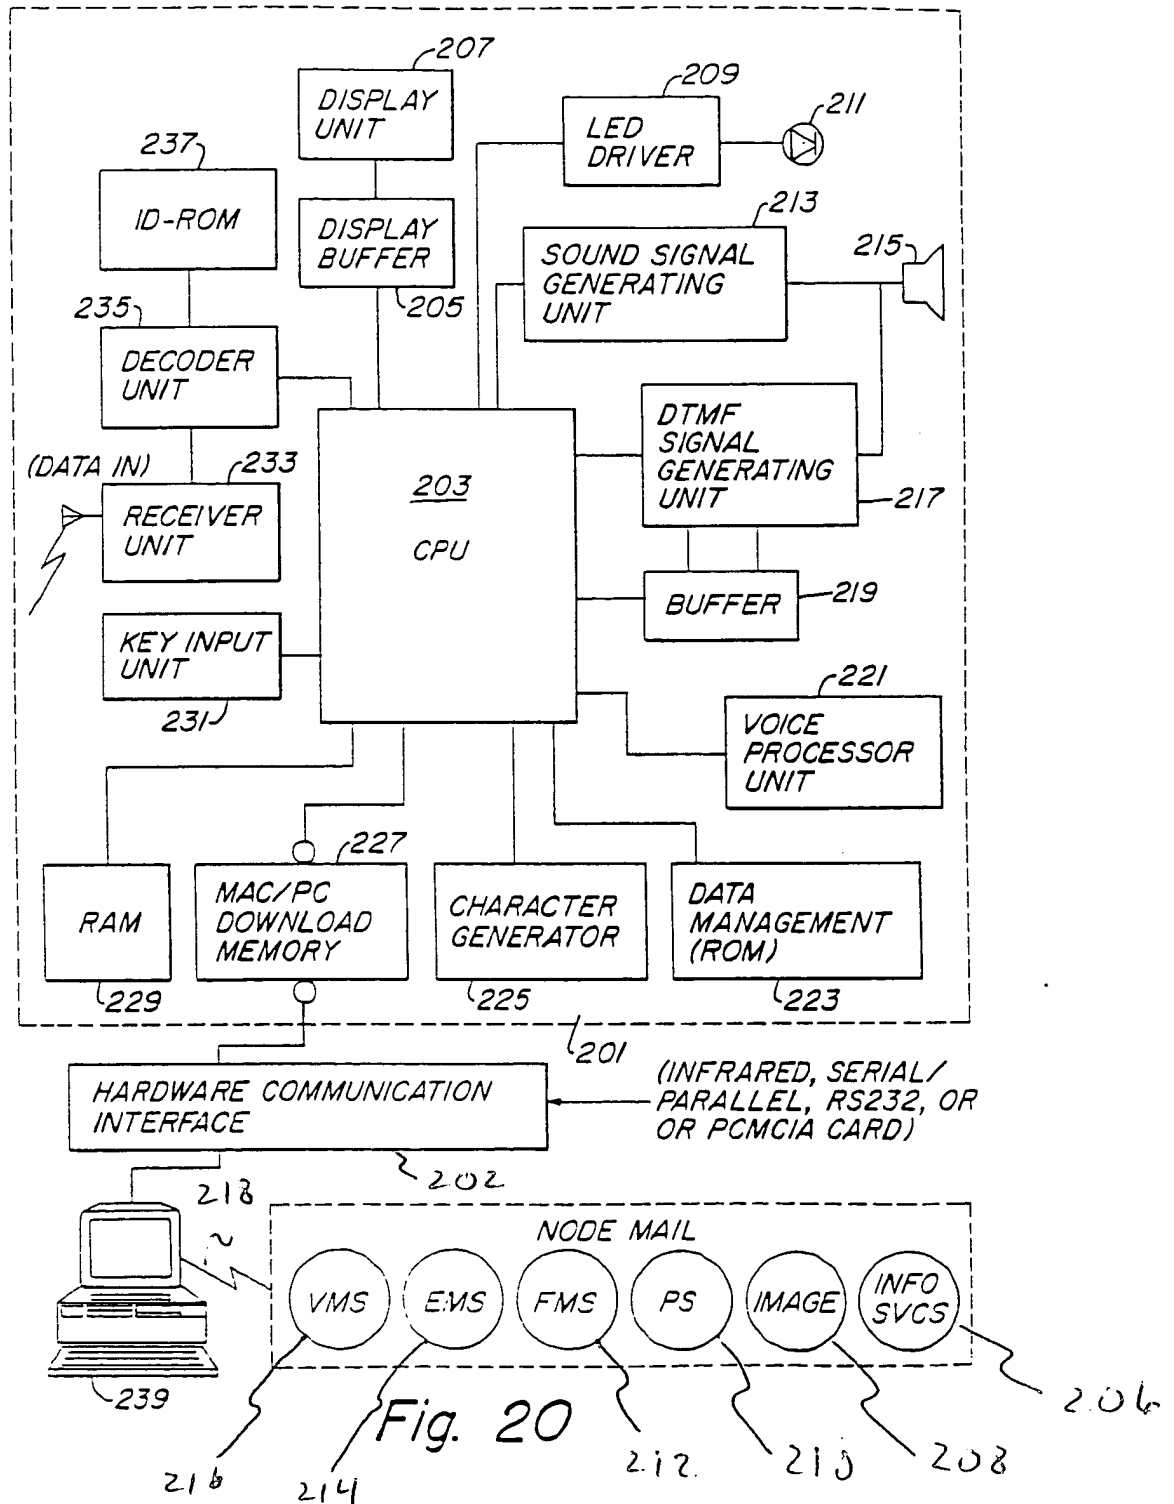 207
DISPLAY
UNIT
209
LED
DRIVER
211
237
ID-ROM
DISPLAY
BUFFER
205
213
SOUND SIGNAL
GENERATING
UNIT
215
235
DECODER
UNIT
(DATA IN)
233
RECEIVER
UNIT
203
CPU
DTMF
SIGNAL
GENERATING
UNIT
217
BUFFER
219
KEY INPUT
UNIT
231
221
VOICE
PROCESSOR
UNIT
RAM
229
227
MAC/PC
DOWNLOAD
MEMORY
CHARACTER
GENERATOR
225
DATA
MANAGEMENT
(ROM)
223
201
HARDWARE COMMUNICATION
INTERFACE
202
(INFRARED, SERIAL/
PARALLEL, RS232, OR
OR PCMCIA CARD)
218
239
NODE MAIL
VMS
EMS
FMS
PS
IMAGE
INFO
SVCS
206
216
214
212
210
208
Fig. 20